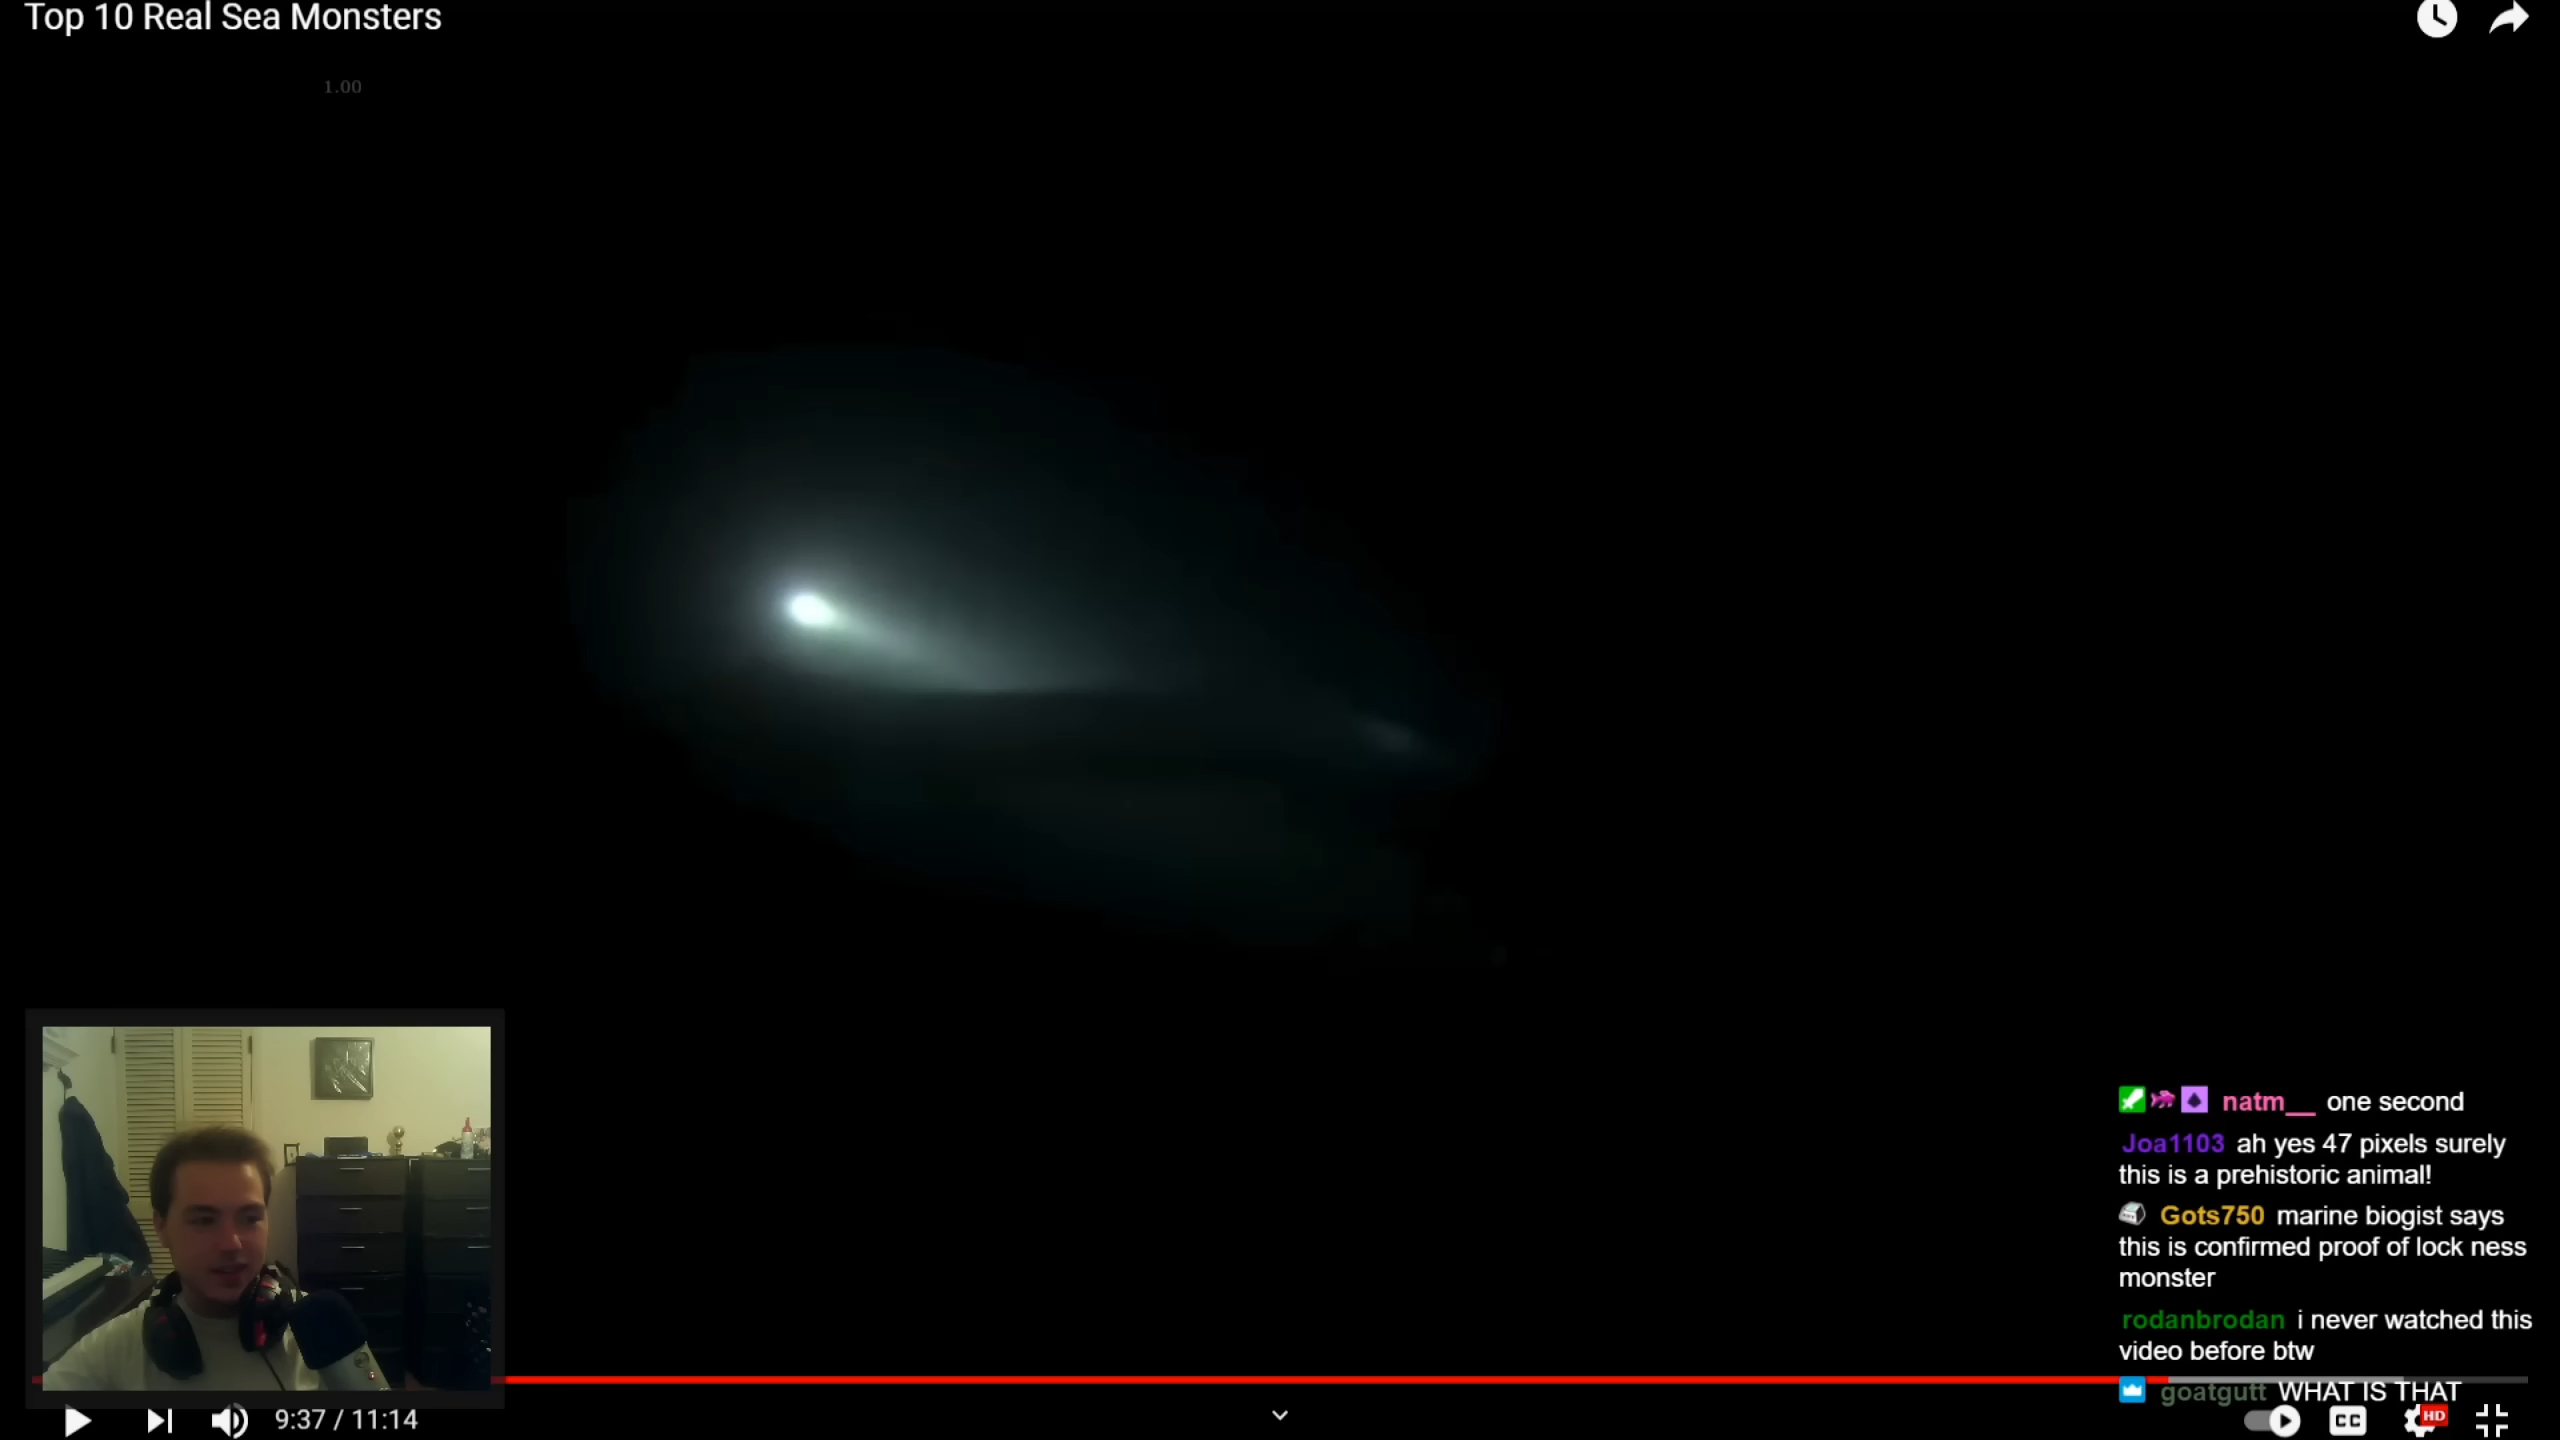 Top 10 Real Sea Monsters
1.00
natm__ one second
Joa1103 ah yes 47 pixels surely
this is a prehistoric animal!
Gots750 marine biogist says
this is confirmed proof of lock ness
monster
rodanbrodan i never watched this
video before btw
goatgutt WHAT IS THAT
9:37 / 11:14
CC
HD